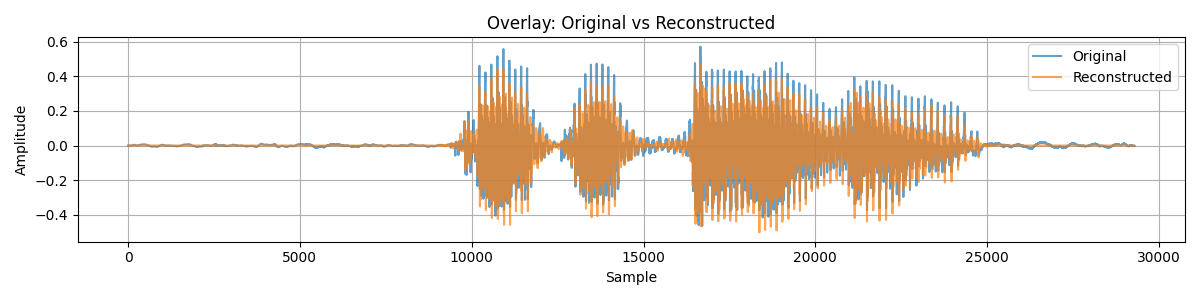 Overlay: Original vs Reconstructed
Original
Reconstructed
Amplitude
0.6
0.4
0.2
0.0
−0.2
−0.4
0 5000 10000 15000 20000 25000 30000
Sample